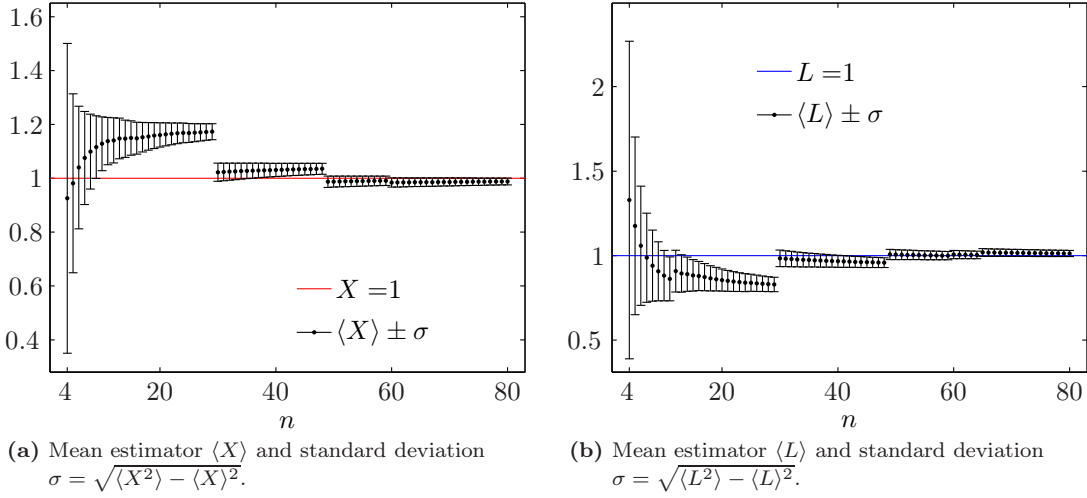 1.6
1.4
1.2
1
0.8
0.6
0.4
X = 1
⟨X⟩ ± σ
4 20 40 60 80
n
(a) Mean estimator ⟨X⟩ and standard deviation
σ = √⟨X²⟩ − ⟨X⟩².
2
1.5
1
0.5
L = 1
⟨L⟩ ± σ
4 20 40 60 80
n
(b) Mean estimator ⟨L⟩ and standard deviation
σ = √⟨L²⟩ − ⟨L⟩².